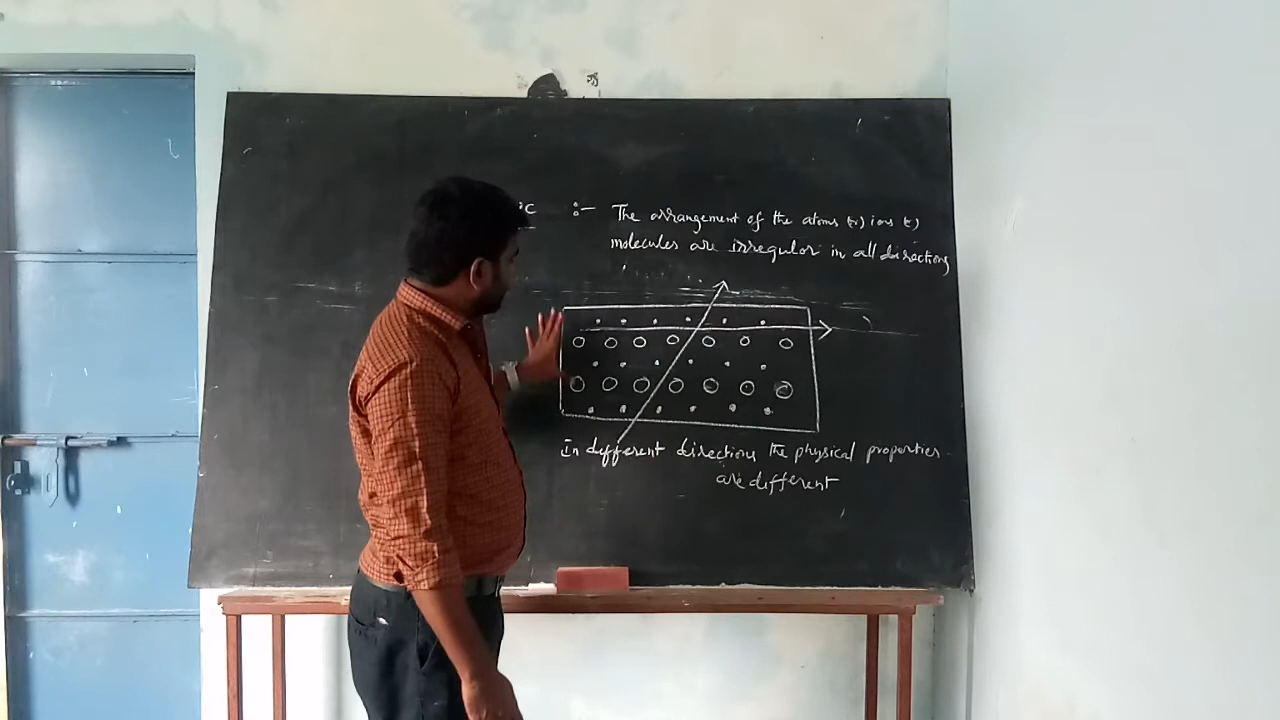 ic :- The arrangement of the atoms (or) ions (or)
molecules are irregular in all directions
In different directions the physical properties
are different